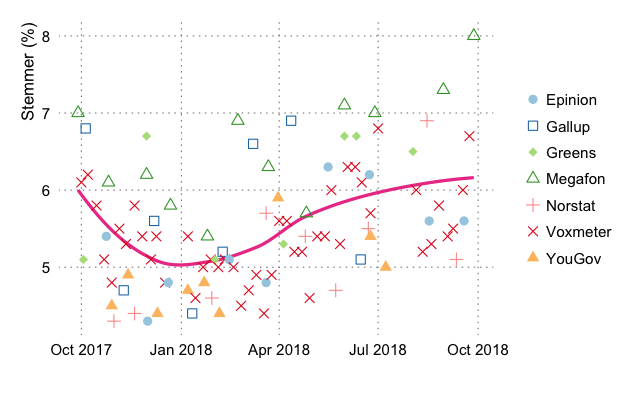 Stemmer (%)
8
7
6
5
Oct 2017
Jan 2018
Apr 2018
Jul 2018
Oct 2018
Epinion
Gallup
Greens
Megafon
Norstat
Voxmeter
YouGov